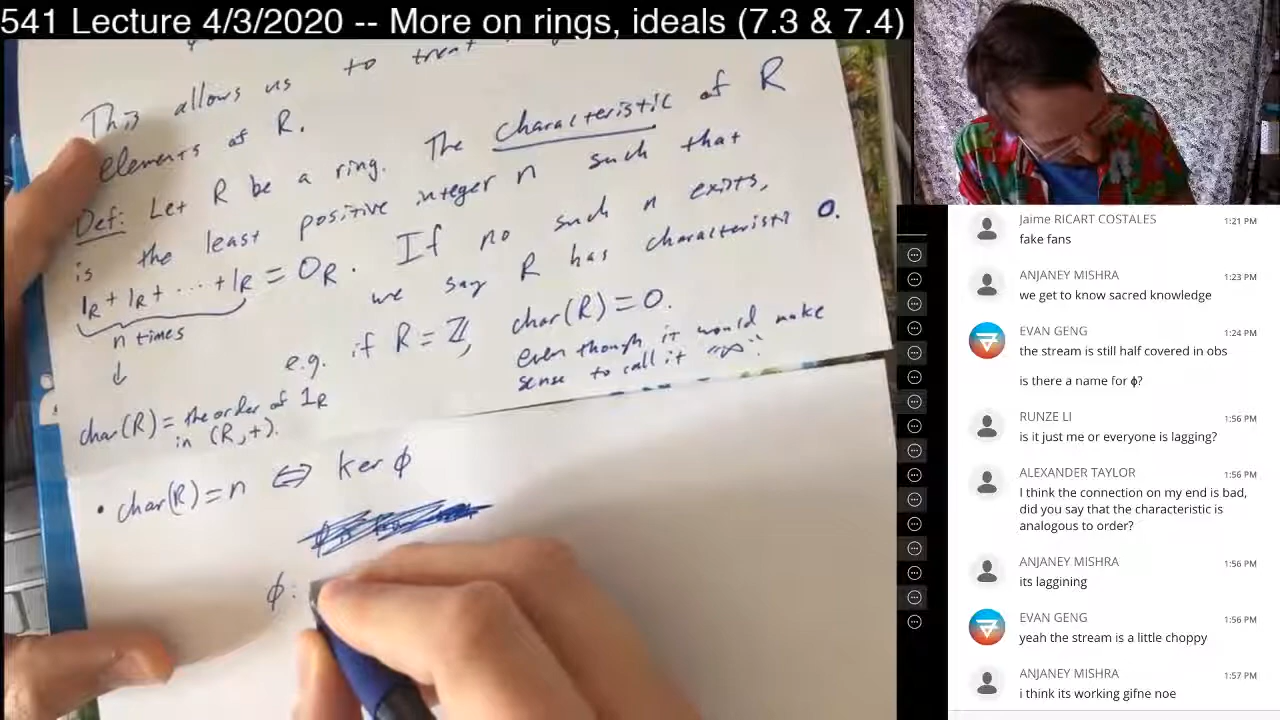 541 Lecture 4/3/2020 -- More on rings, ideals (7.3 & 7.4)
This allows us to treat
elements of R.
Def: Let R be a ring. The characteristic of R
is the least positive integer n such that
1_R + 1_R + ... + 1_R = 0_R. If no such n exists,
n times
we say R has characteristic 0.
e.g. if R = ℤ, char(R) = 0.
even though it would make
sense to call it "∞".
↓
char(R) = the order of 1_R
in (R,+).
• char(R) = n ⇔ ker ϕ
ϕ:
Jaime RICART COSTALES 1:21 PM
fake fans
ANJANEY MISHRA 1:23 PM
we get to know sacred knowledge
EVAN GENG 1:24 PM
the stream is still half covered in obs
is there a name for ϕ?
RUNZE LI 1:56 PM
is it just me or everyone is lagging?
ALEXANDER TAYLOR 1:56 PM
I think the connection on my end is bad,
did you say that the characteristic is
analogous to order?
ANJANEY MISHRA 1:56 PM
its laggining
EVAN GENG 1:56 PM
yeah the stream is a little choppy
ANJANEY MISHRA 1:57 PM
i think its working gifne noe